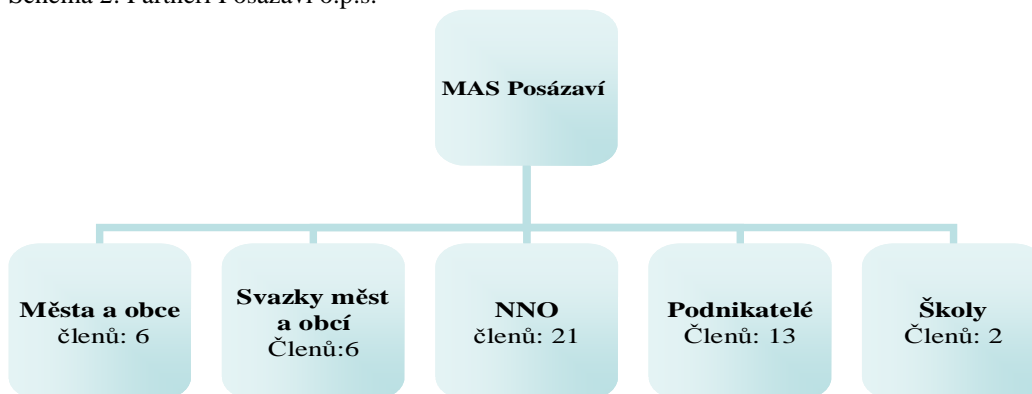 Schéma 2: Partneři Posázaví o.p.s.
MAS Posázaví
Města a obce
členů: 6
Svazky měst
a obcí
Členů:6
NNO
členů: 21
Podnikatelé
Členů: 13
Školy
Členů: 2